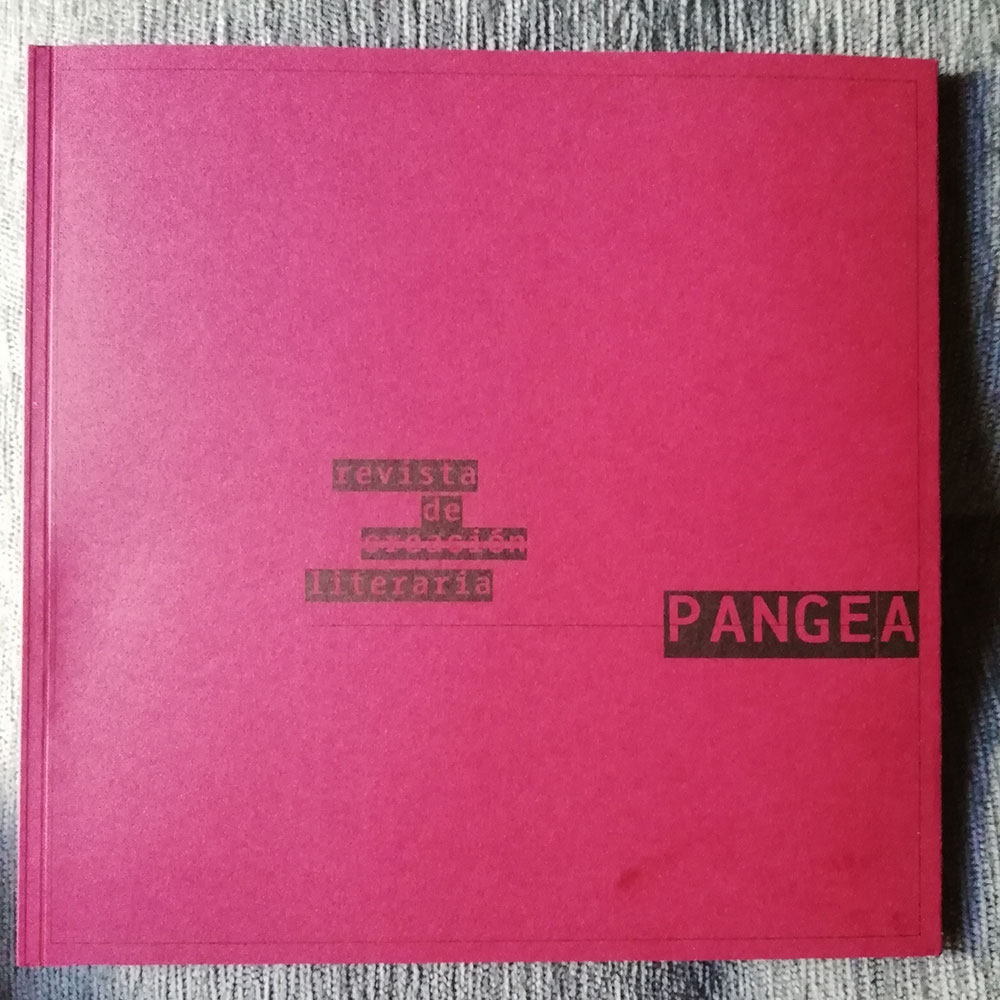 revista
de
creación
literaria
PANGEA